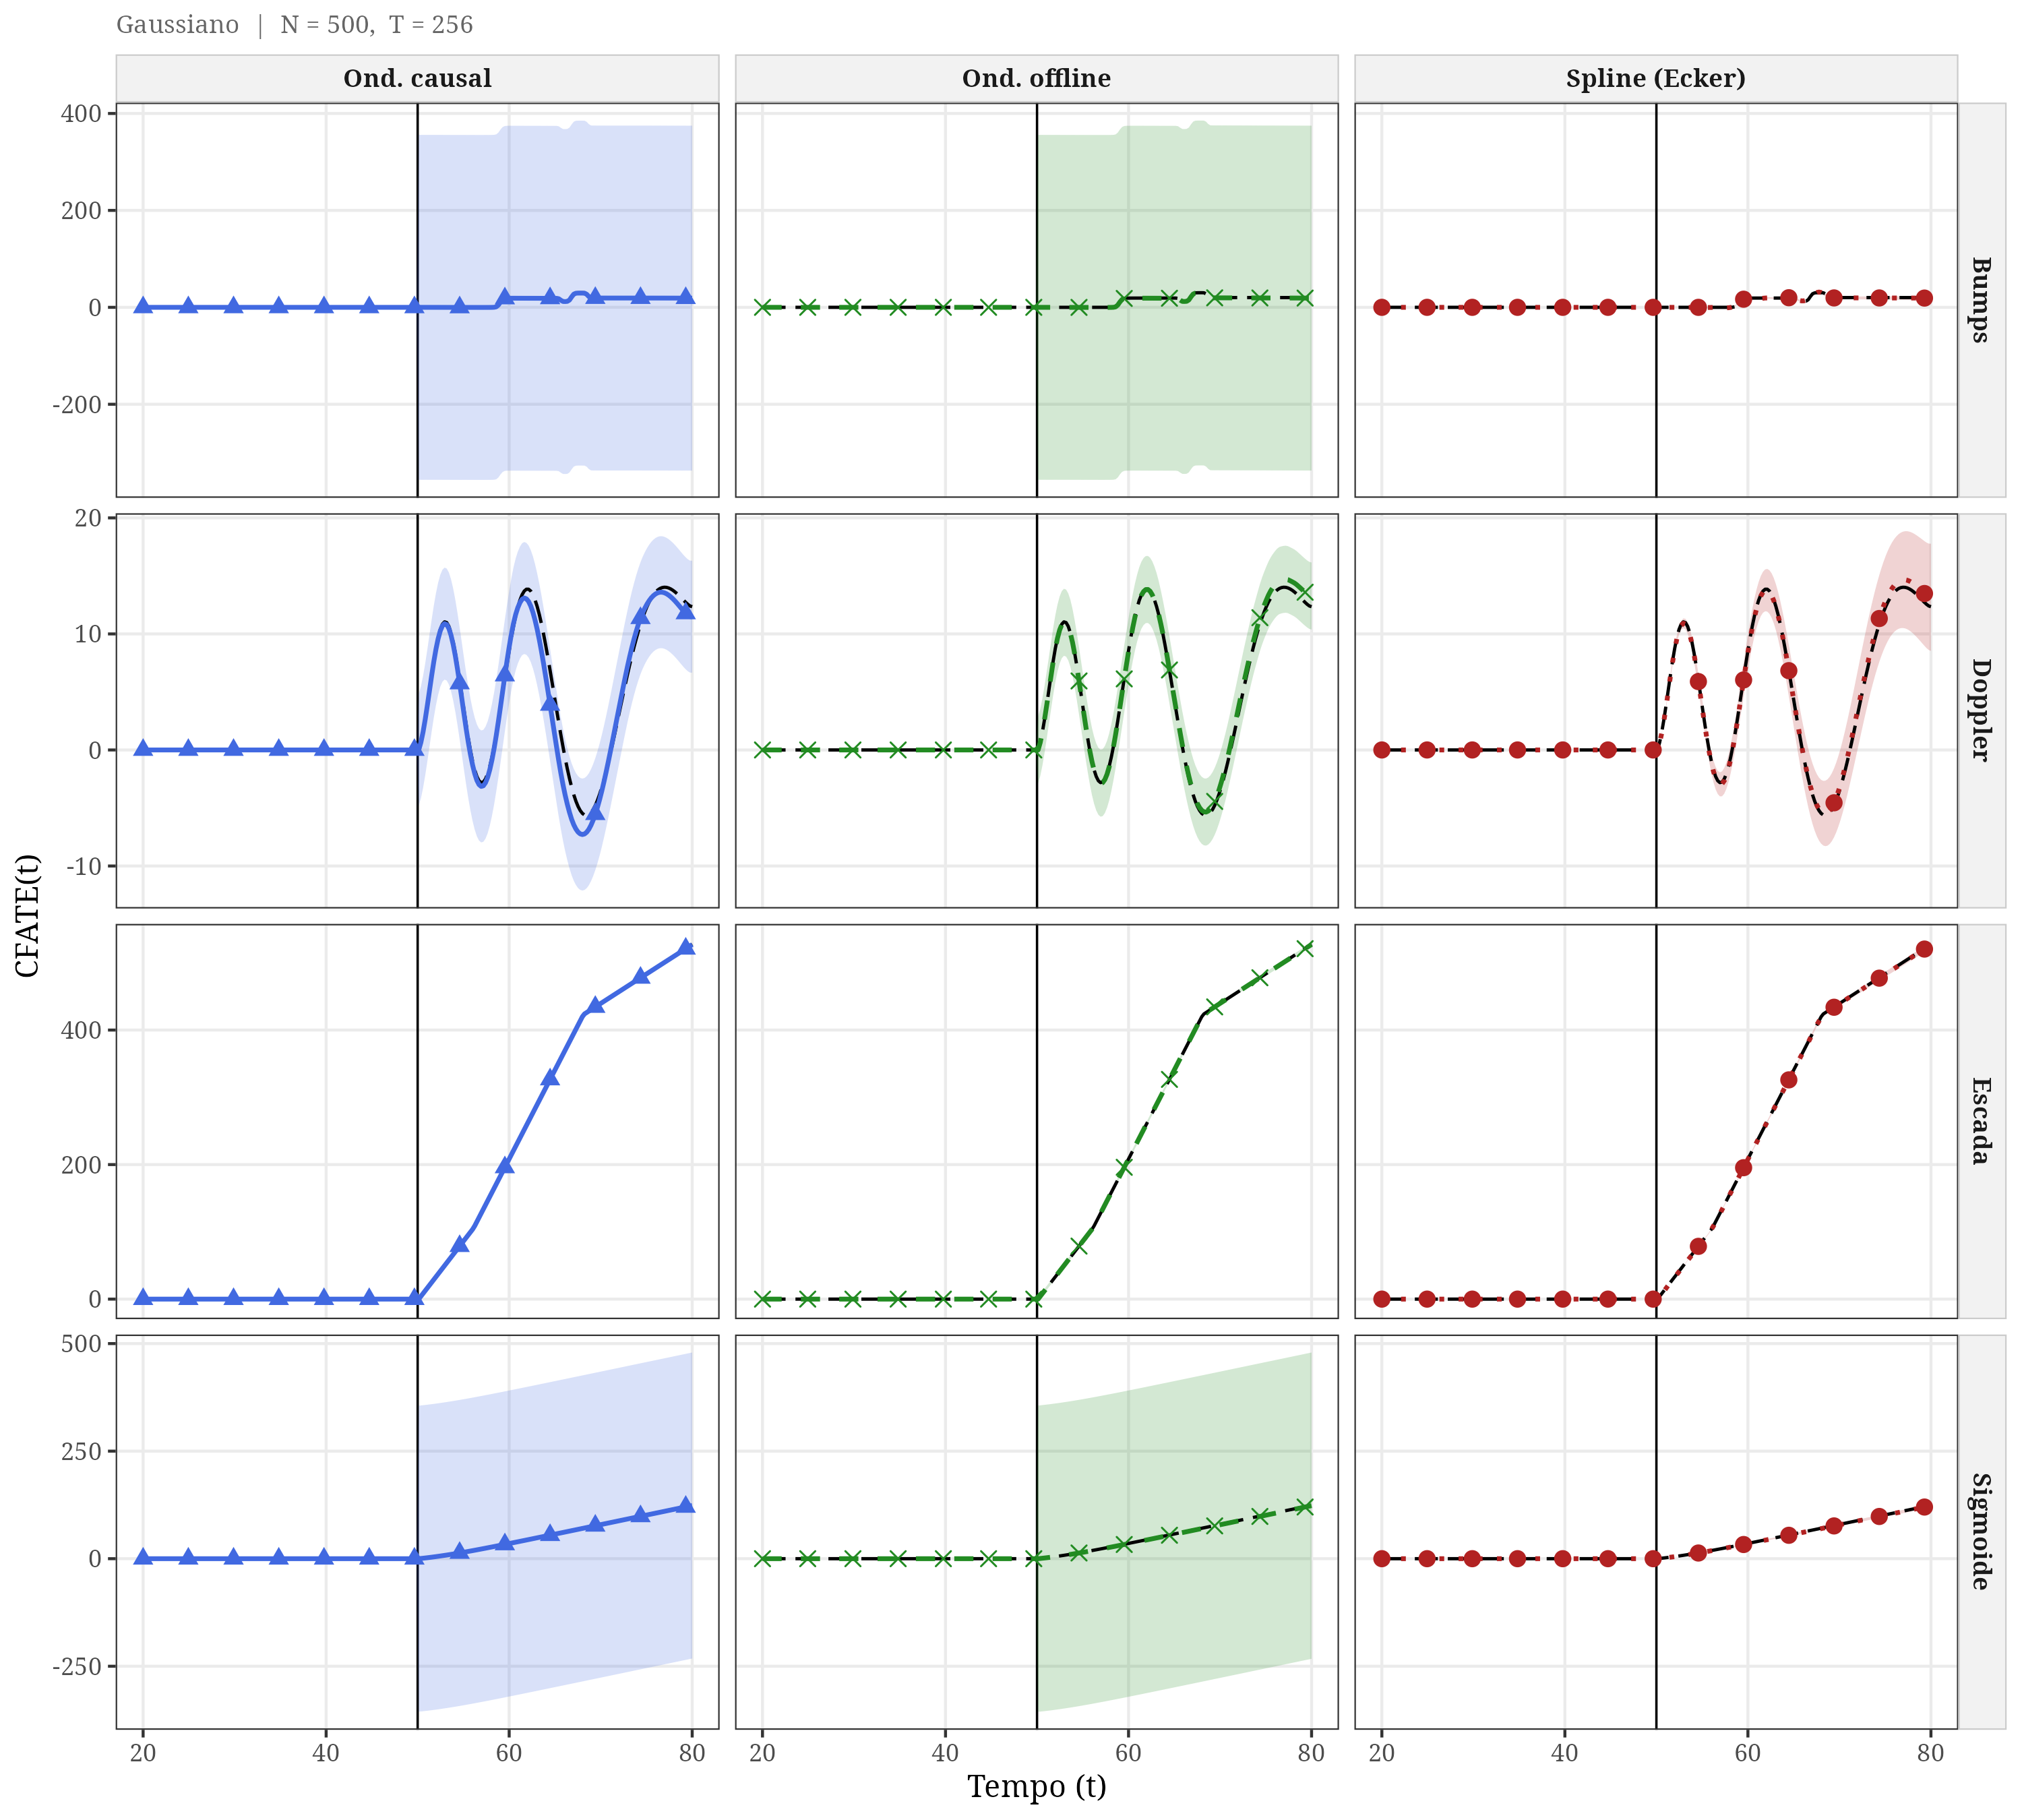 Gaussiano | N = 500, T = 256
Ond. causal
Ond. offline
Spline (Ecker)
400
200
0
-200
Bumps
20
10
0
-10
Doppler
CFATE(t)
400
200
0
Escada
500
250
0
-250
Sigmoide
20 40 60 80 20 40 60 80 20 40 60 80
Tempo (t)